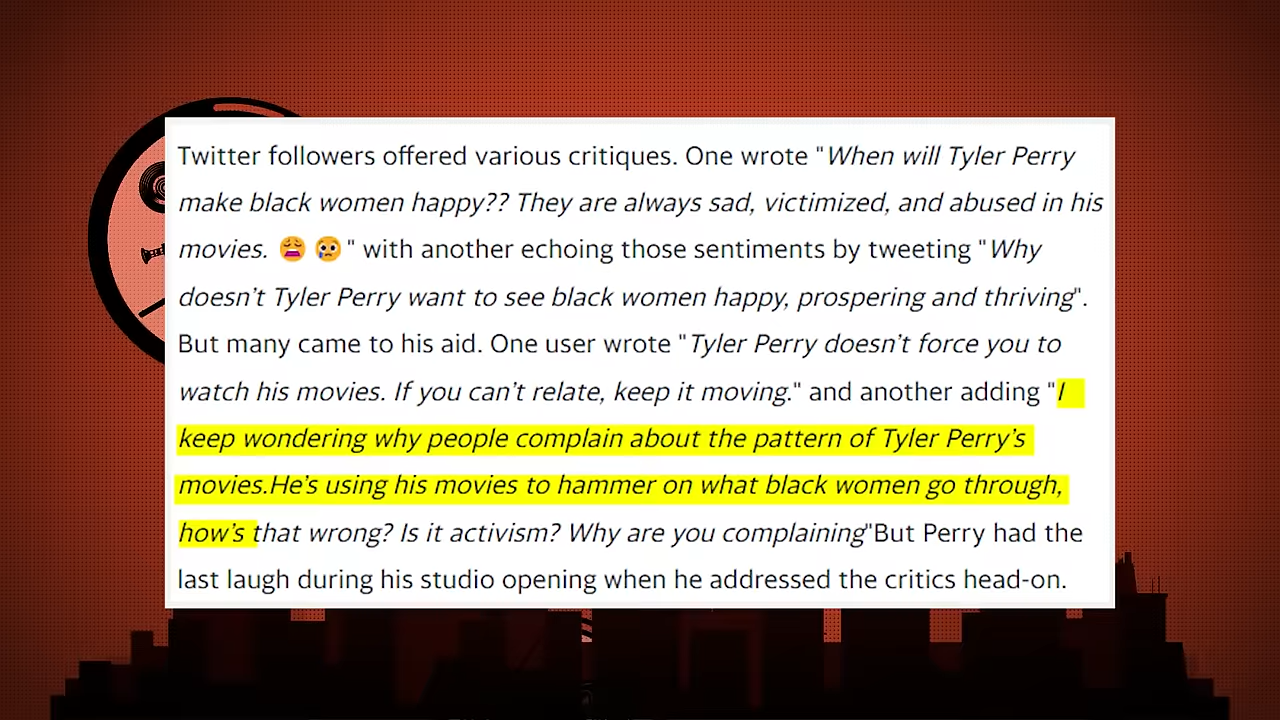 Twitter followers offered various critiques. One wrote "When will Tyler Perry
make black women happy?? They are always sad, victimized, and abused in his
movies. 😩 😢 " with another echoing those sentiments by tweeting "Why
doesn’t Tyler Perry want to see black women happy, prospering and thriving".
But many came to his aid. One user wrote "Tyler Perry doesn’t force you to
watch his movies. If you can’t relate, keep it moving." and another adding "I
keep wondering why people complain about the pattern of Tyler Perry’s
movies.He’s using his movies to hammer on what black women go through,
how’s that wrong? Is it activism? Why are you complaining"But Perry had the
last laugh during his studio opening when he addressed the critics head-on.